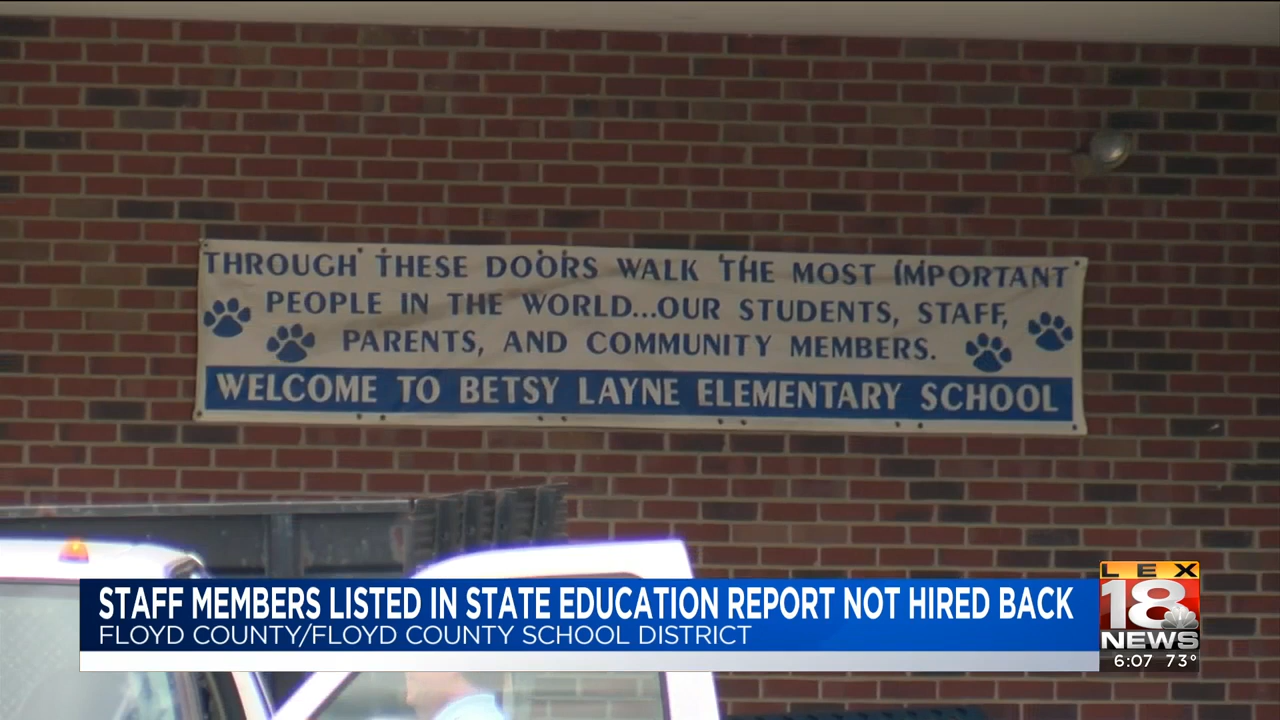 THROUGH THESE DOORS WALK THE MOST IMPORTANT
PEOPLE IN THE WORLD...OUR STUDENTS, STAFF,
PARENTS, AND COMMUNITY MEMBERS.
WELCOME TO BETSY LAYNE ELEMENTARY SCHOOL
STAFF MEMBERS LISTED IN STATE EDUCATION REPORT NOT HIRED BACK
FLOYD COUNTY/FLOYD COUNTY SCHOOL DISTRICT
LEX
18
NEWS
6:07 73°